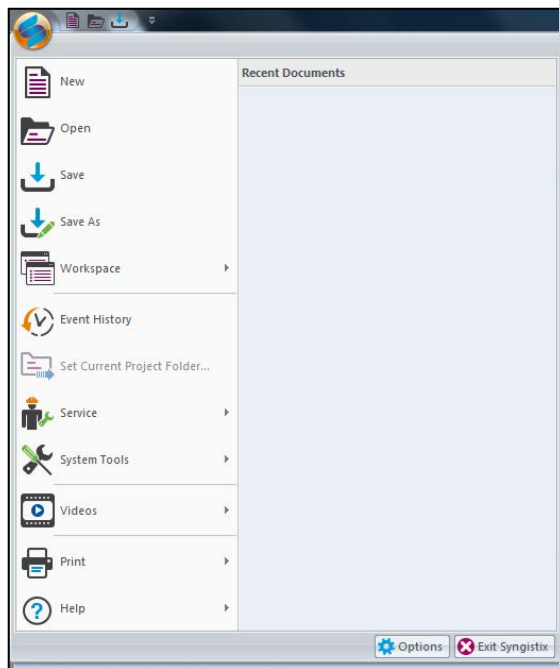 Recent Documents
New
Open
Save
Save As
Workspace
Event History
Set Current Project Folder...
Service
System Tools
Videos
Print
Help
Options
Exit Syngistix